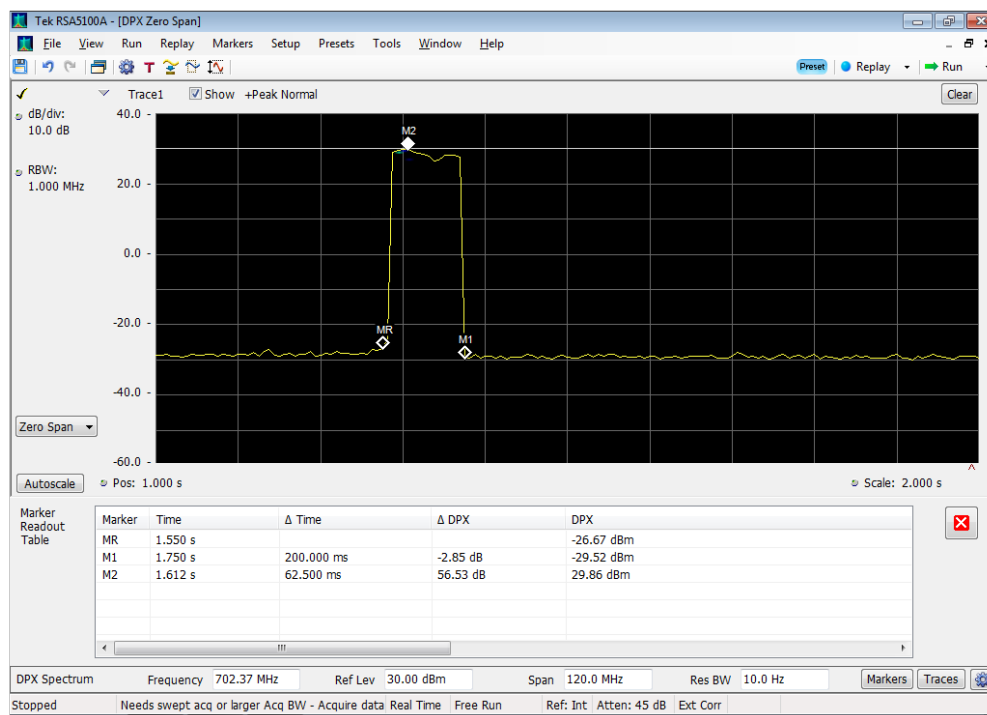 Tek RSA5100A - [DPX Zero Span]
File View Run Replay Markers Setup Presets Tools Window Help
T Preset Replay Run
Trace1 Show +Peak Normal Clear
dB/div:
10.0 dB
RBW:
1.000 MHz
40.0 -
20.0 -
0.0 -
-20.0 -
-40.0 -
-60.0 -
M2
MR
M1
Zero Span
Autoscale Pos: 1.000 s Scale: 2.000 s
Marker
Readout
Table
Marker Time Δ Time Δ DPX DPX
MR 1.550 s -26.67 dBm
M1 1.750 s 200.000 ms -2.85 dB -29.52 dBm
M2 1.612 s 62.500 ms 56.53 dB 29.86 dBm
DPX Spectrum Frequency 702.37 MHz Ref Lev 30.00 dBm Span 120.0 MHz Res BW 10.0 Hz Markers Traces
Stopped Needs swept acq or larger Acq BW - Acquire data Real Time Free Run Ref: Int Atten: 45 dB Ext Corr